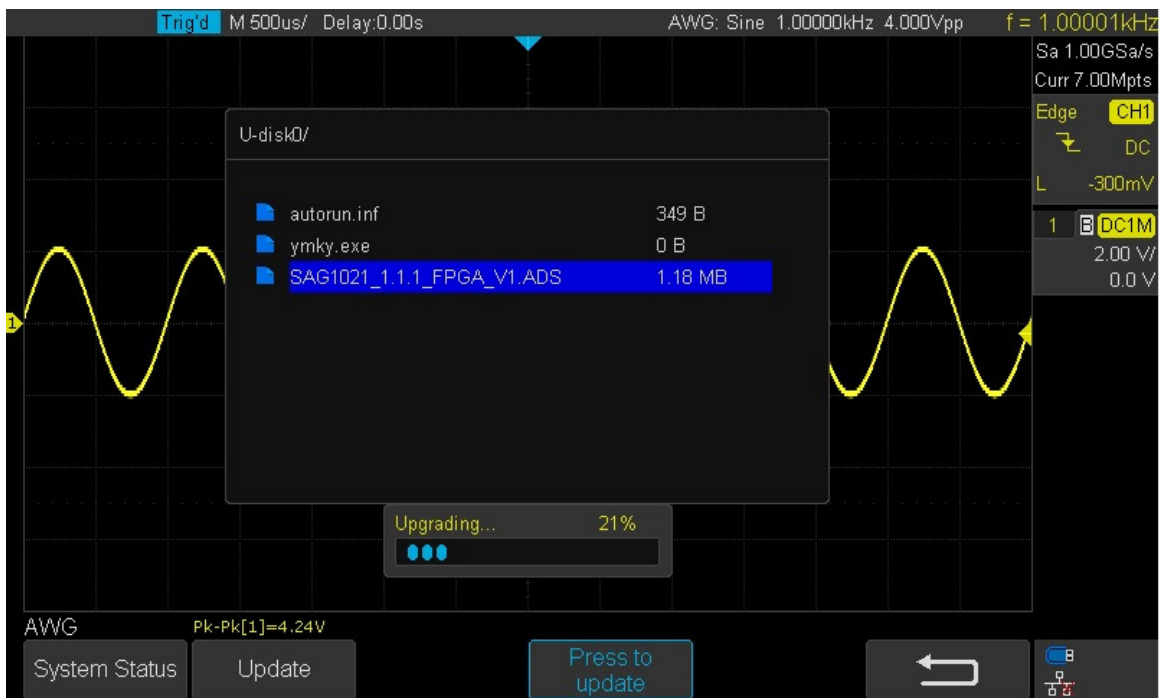 Trig'd M 500us/ Delay:0.00s AWG: Sine 1.00000kHz 4.000Vpp f = 1.00001kHz
Sa 1.00GSa/s
Curr 7.00Mpts
Edge CH1
DC
L -300mV
1 B DC1M
2.00 V/
0.0 V
U-disk0/
autorun.inf 349 B
ymky.exe 0 B
SAG1021_1.1.1_FPGA_V1.ADS 1.18 MB
1
Upgrading... 21%
AWG Pk-Pk[1]=4.24V
System Status Update Press to
update